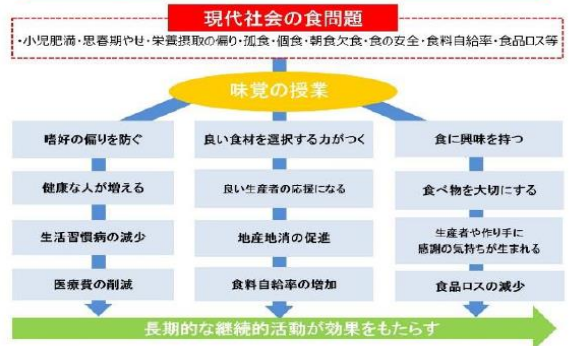 現代社会の食問題
・小児肥満・思春期やせ・栄養摂取の偏り・孤食・個食・朝食欠食・食の安全・食料自給率・食品ロス等
味覚の授業
嗜好の偏りを防ぐ
良い食材を選択する力がつく
食に興味を持つ
健康な人が増える
良い生産者の応援になる
食べ物を大切にする
生活習慣病の減少
地産地消の促進
生産者や作り手に
感謝の気持ちが生まれる
医療費の削減
食料自給率の増加
食品ロスの減少
長期的な継続的活動が効果をもたらす